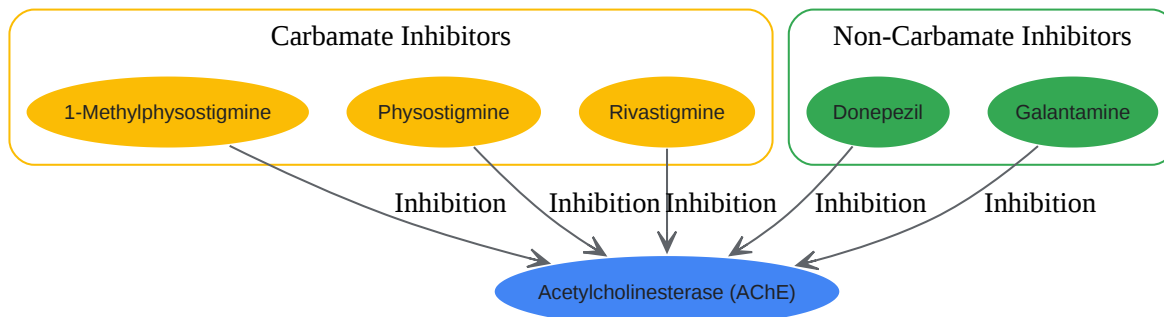 Carbamate Inhibitors
Non-Carbamate Inhibitors
1-Methylphysostigmine
Physostigmine
Rivastigmine
Donepezil
Galantamine
Inhibition
Inhibition
Inhibition
Inhibition
Inhibition
Acetylcholinesterase (AChE)